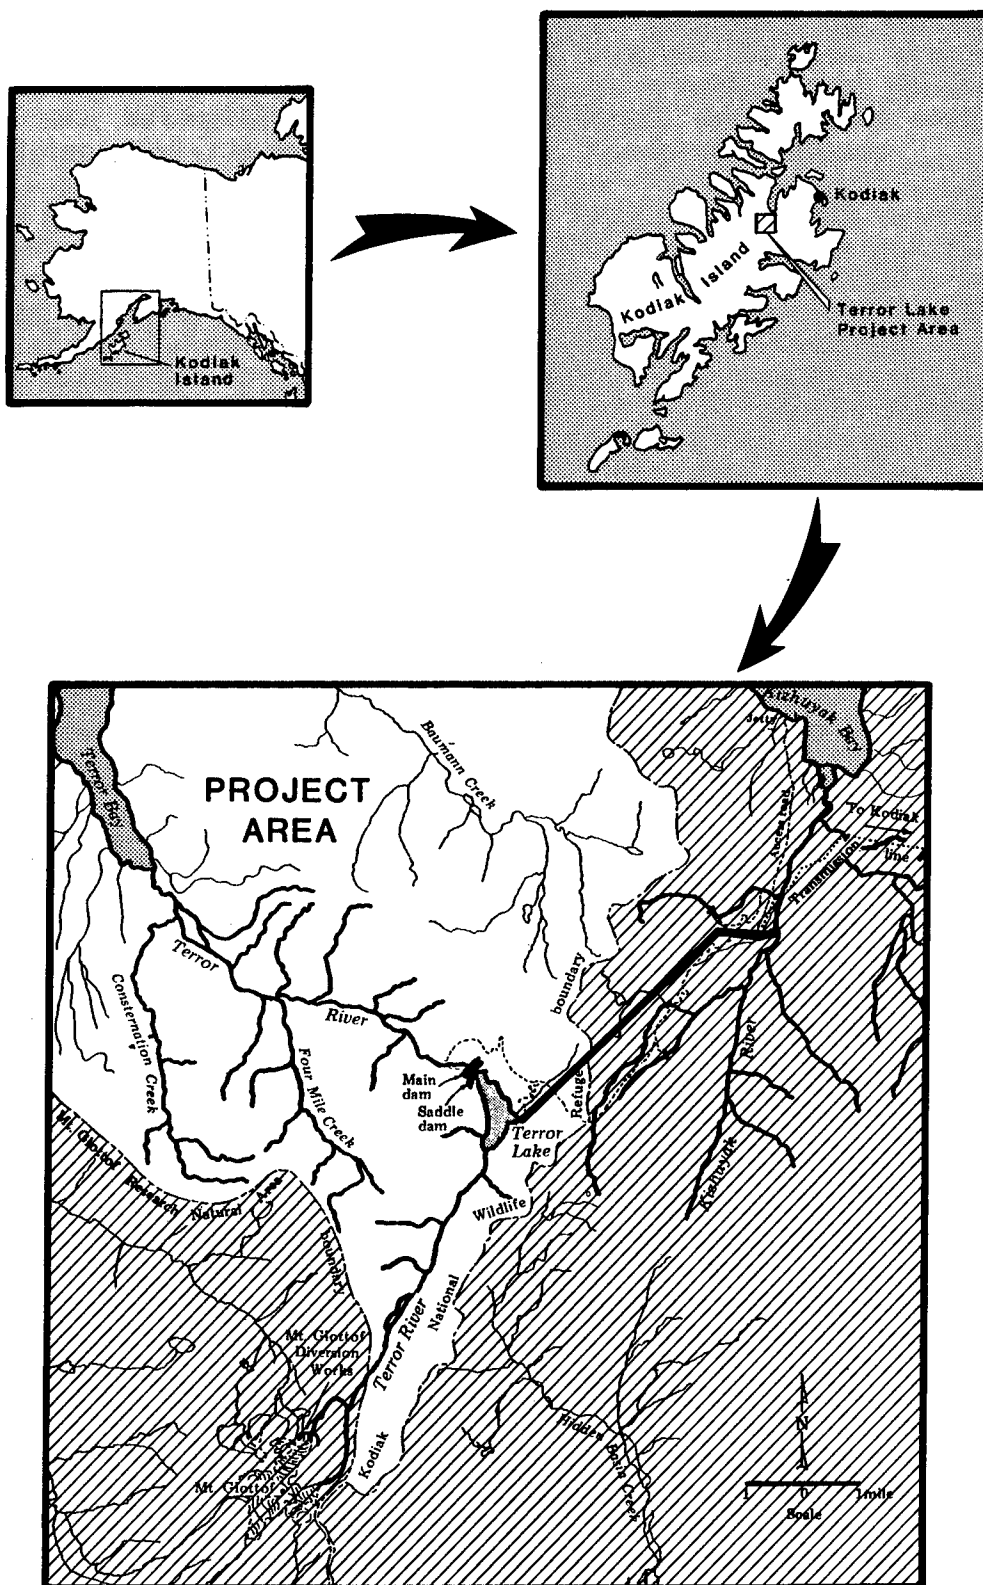 Kodiak
Island
Kodiak
Kodiak Island
Terror Lake
Project Area
Kizhuyak Bay
Terror Bay
Baumann Creek
PROJECT
AREA
Access road
To Kodiak
Transmission line
Terror River
Consternation Creek
Four Mile Creek
boundary
Refuge
Main
dam
Saddle
dam
Terror
Lake
River
Kizhuyak
Mt. Glottof Research Natural Area
boundary
Wildlife
National
Kodiak
Terror River
Mt. Glottof
Diversion
Works
Mt. Glottof
Hidden Basin Creek
N
1 0 1 mile
Scale